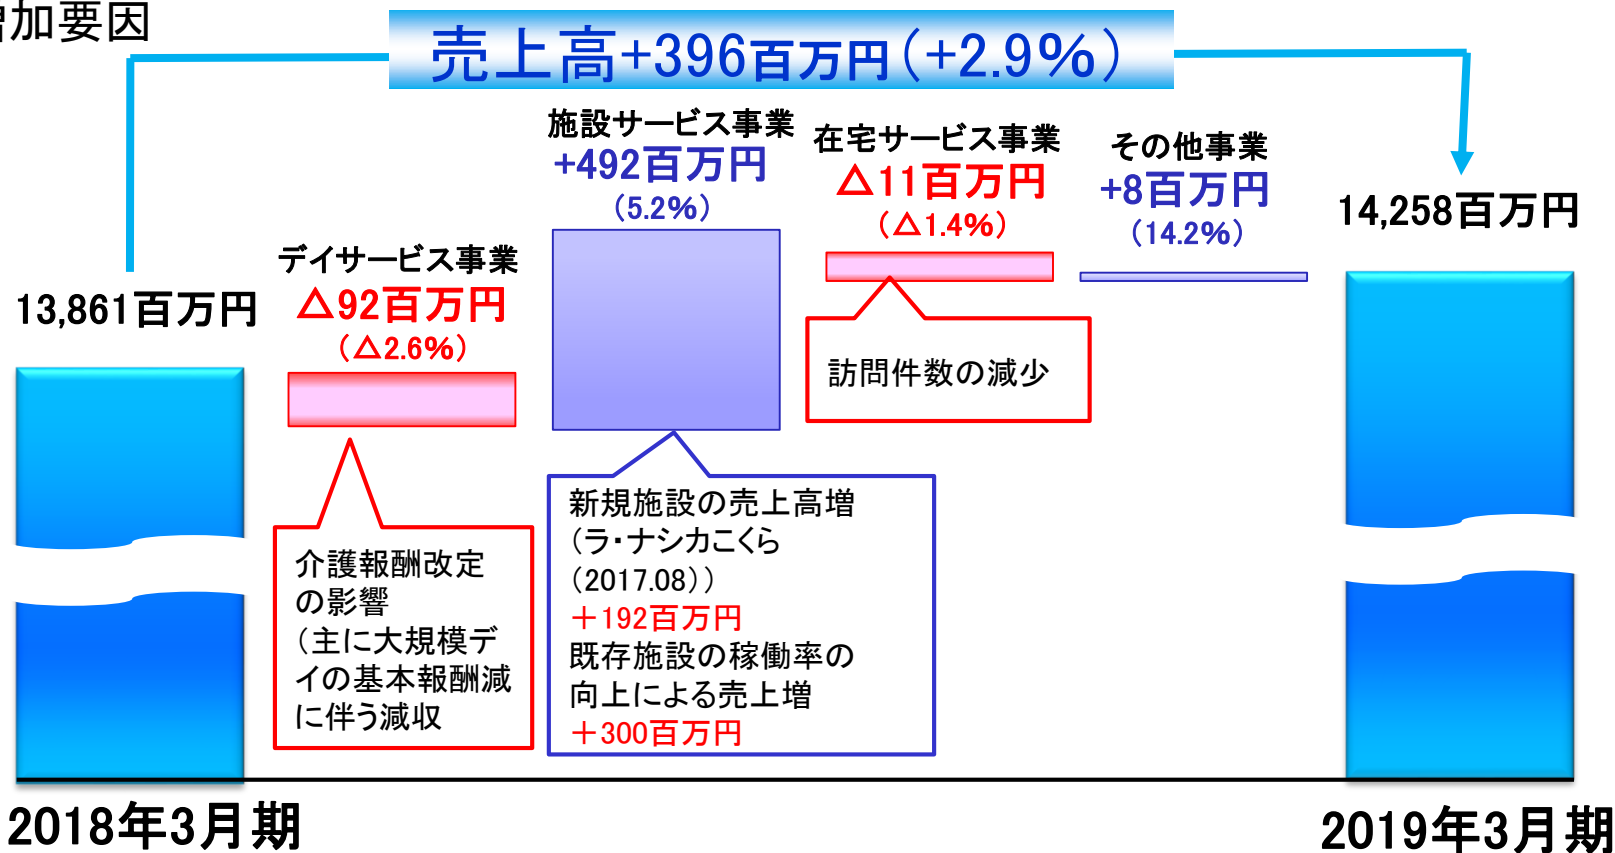 加要因
売上高+396百万円(+2.9%)
施設サービス事業
+492百万円
(5.2%)
在宅サービス事業
△11百万円
(△1.4%)
その他事業
+8百万円
(14.2%)
14,258百万円
デイサービス事業
△92百万円
(△2.6%)
13,861百万円
訪問件数の減少
介護報酬改定
の影響
(主に大規模デ
イの基本報酬減
に伴う減収
新規施設の売上高増
(ラ・ナシカこくら
(2017.08))
+192百万円
既存施設の稼働率の
向上による売上増
+300百万円
2018年3月期
2019年3月期